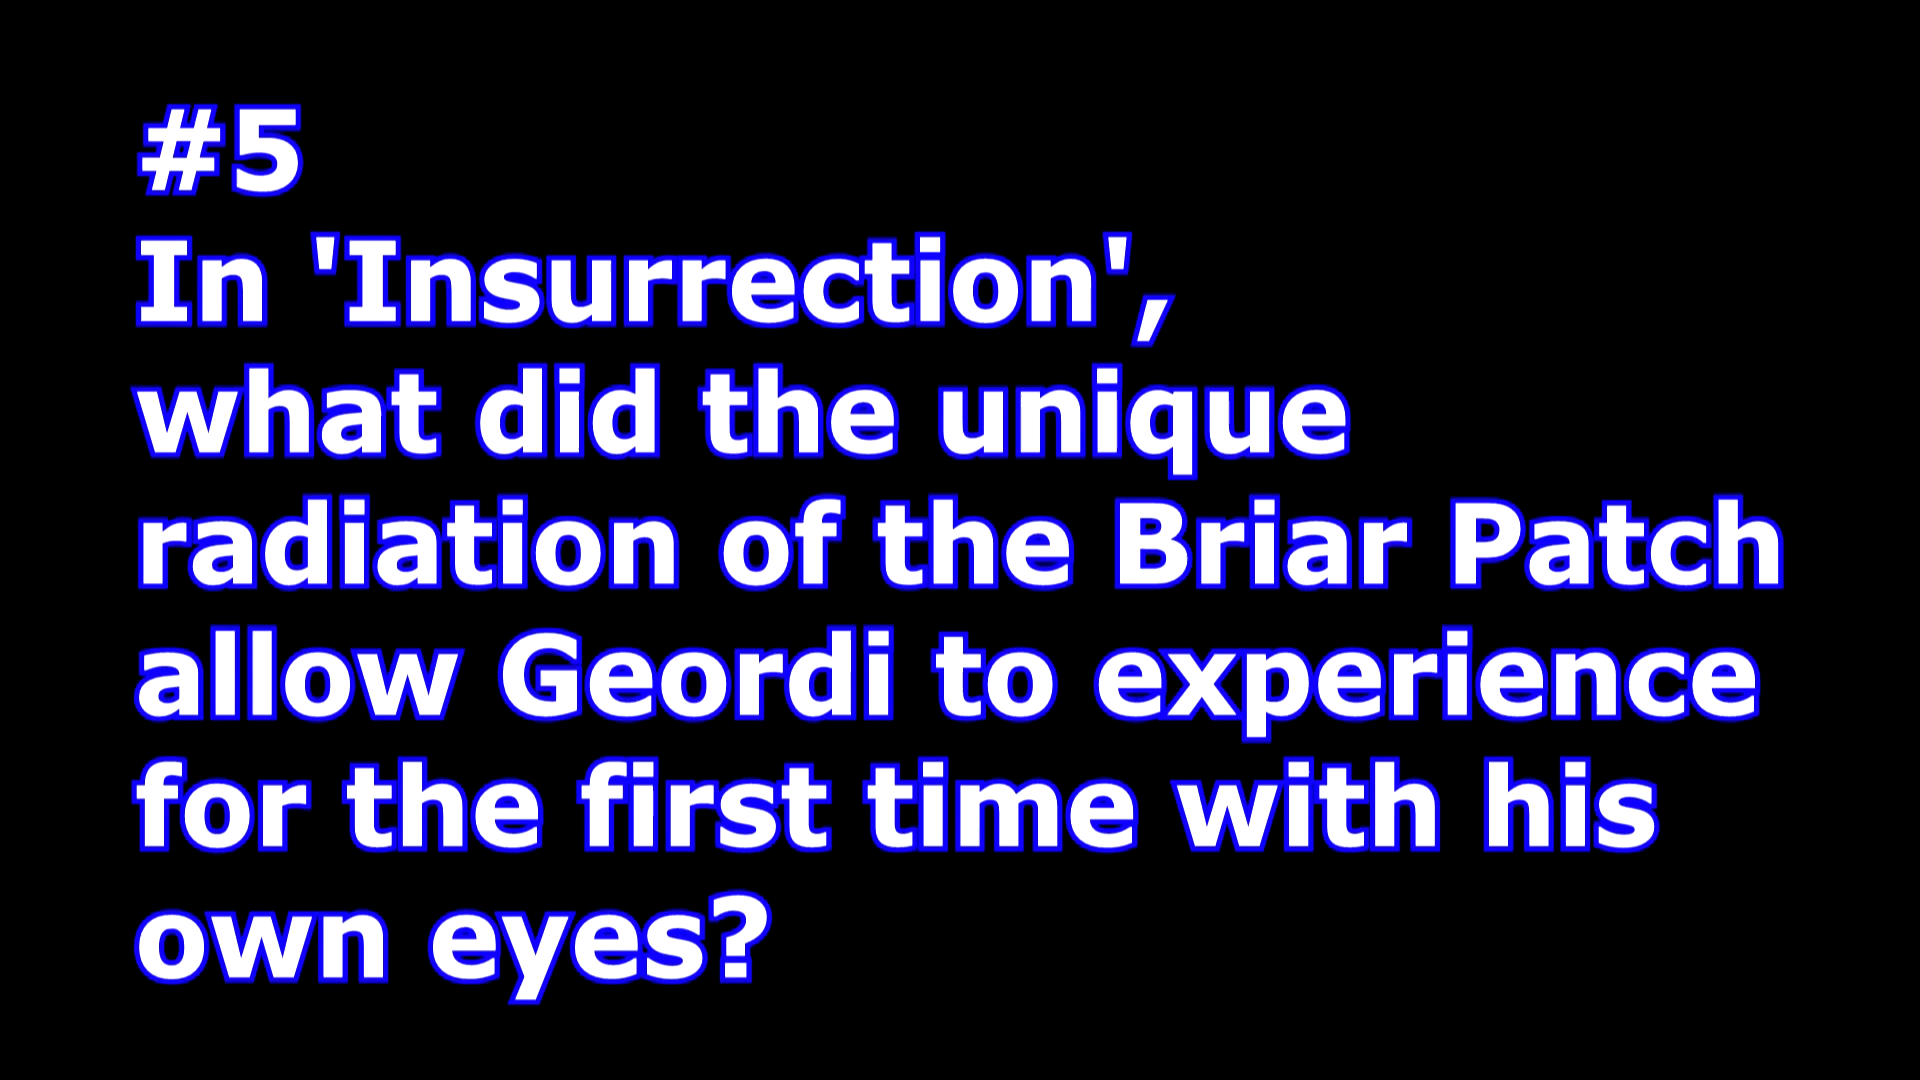 #5
In 'Insurrection',
what did the unique
radiation of the Briar Patch
allow Geordi to experience
for the first time with his
own eyes?